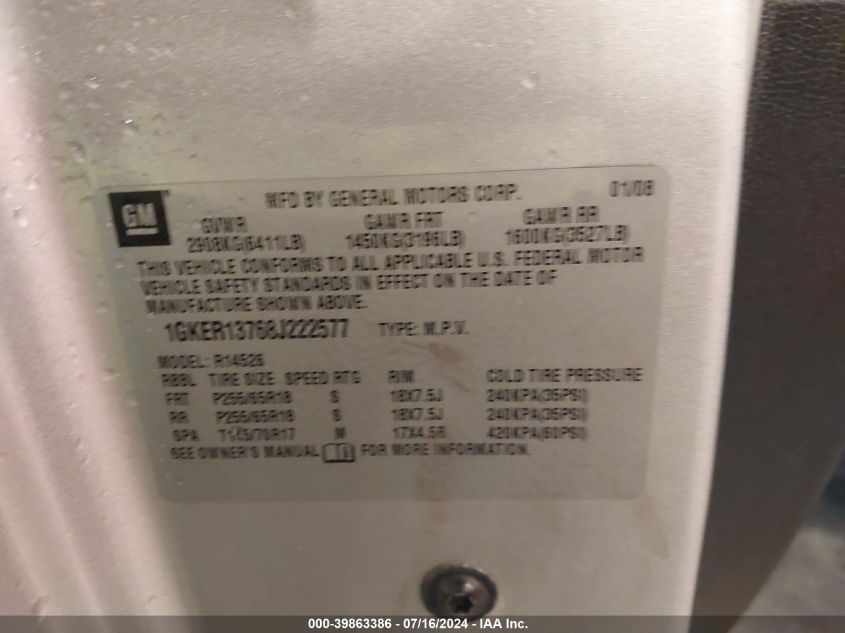 GM
MFD BY GENERAL MOTORS CORP. 01/08
GVWR GAWR FRT GAWR RR
2908KG(6411LB) 1450KG(3196LB) 1600KG(3527LB)
THIS VEHICLE CONFORMS TO ALL APPLICABLE U.S. FEDERAL MOTOR
VEHICLE SAFETY STANDARDS IN EFFECT ON THE DATE OF
MANUFACTURE SHOWN ABOVE.
1GKER13768J222577 TYPE: M.P.V.
MODEL: R14526
TIRE SIZE SPEED RTG RIM COLD TIRE PRESSURE
FRT P255/65R18 S 18X7.5J 240KPA(35PSI)
RR P255/65R18 S 18X7.5J 240KPA(35PSI)
SPA 17X4.5B M 420KPA(60PSI)
SEE OWNER'S MANUAL FOR MORE INFORMATION.
000-39863386 - 07/16/2024 - IAA Inc.